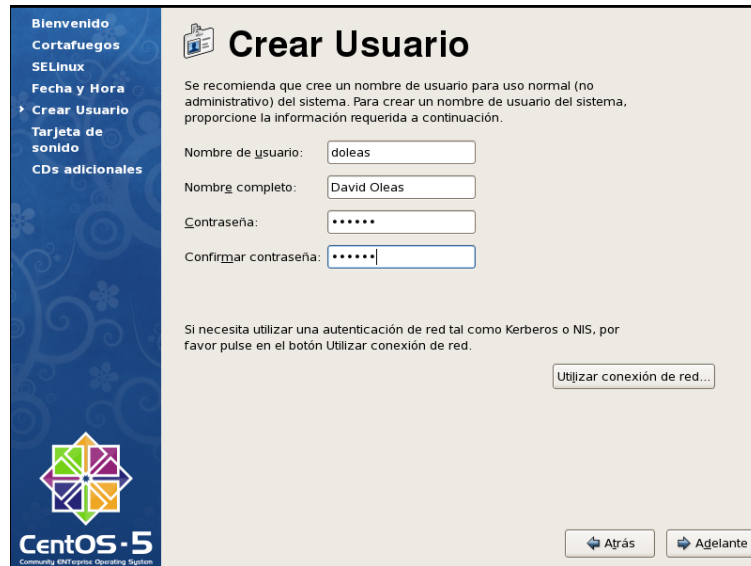 Bienvenido
Cortafuegos
SELinux
Fecha y Hora
Crear Usuario
Tarjeta de
sonido
CDs adicionales
Crear Usuario
Se recomienda que cree un nombre de usuario para uso normal (no
administrativo) del sistema. Para crear un nombre de usuario del sistema,
proporcione la información requerida a continuación.
Nombre de usuario: doleas
Nombre completo: David Oleas
Contraseña: ••••••
Confirmar contraseña: ••••••
Si necesita utilizar una autenticación de red tal como Kerberos o NIS, por
favor pulse en el botón Utilizar conexión de red.
Utilizar conexión de red...
CentOS-5
Community ENTerprise Operating System
Atrás
Adelante